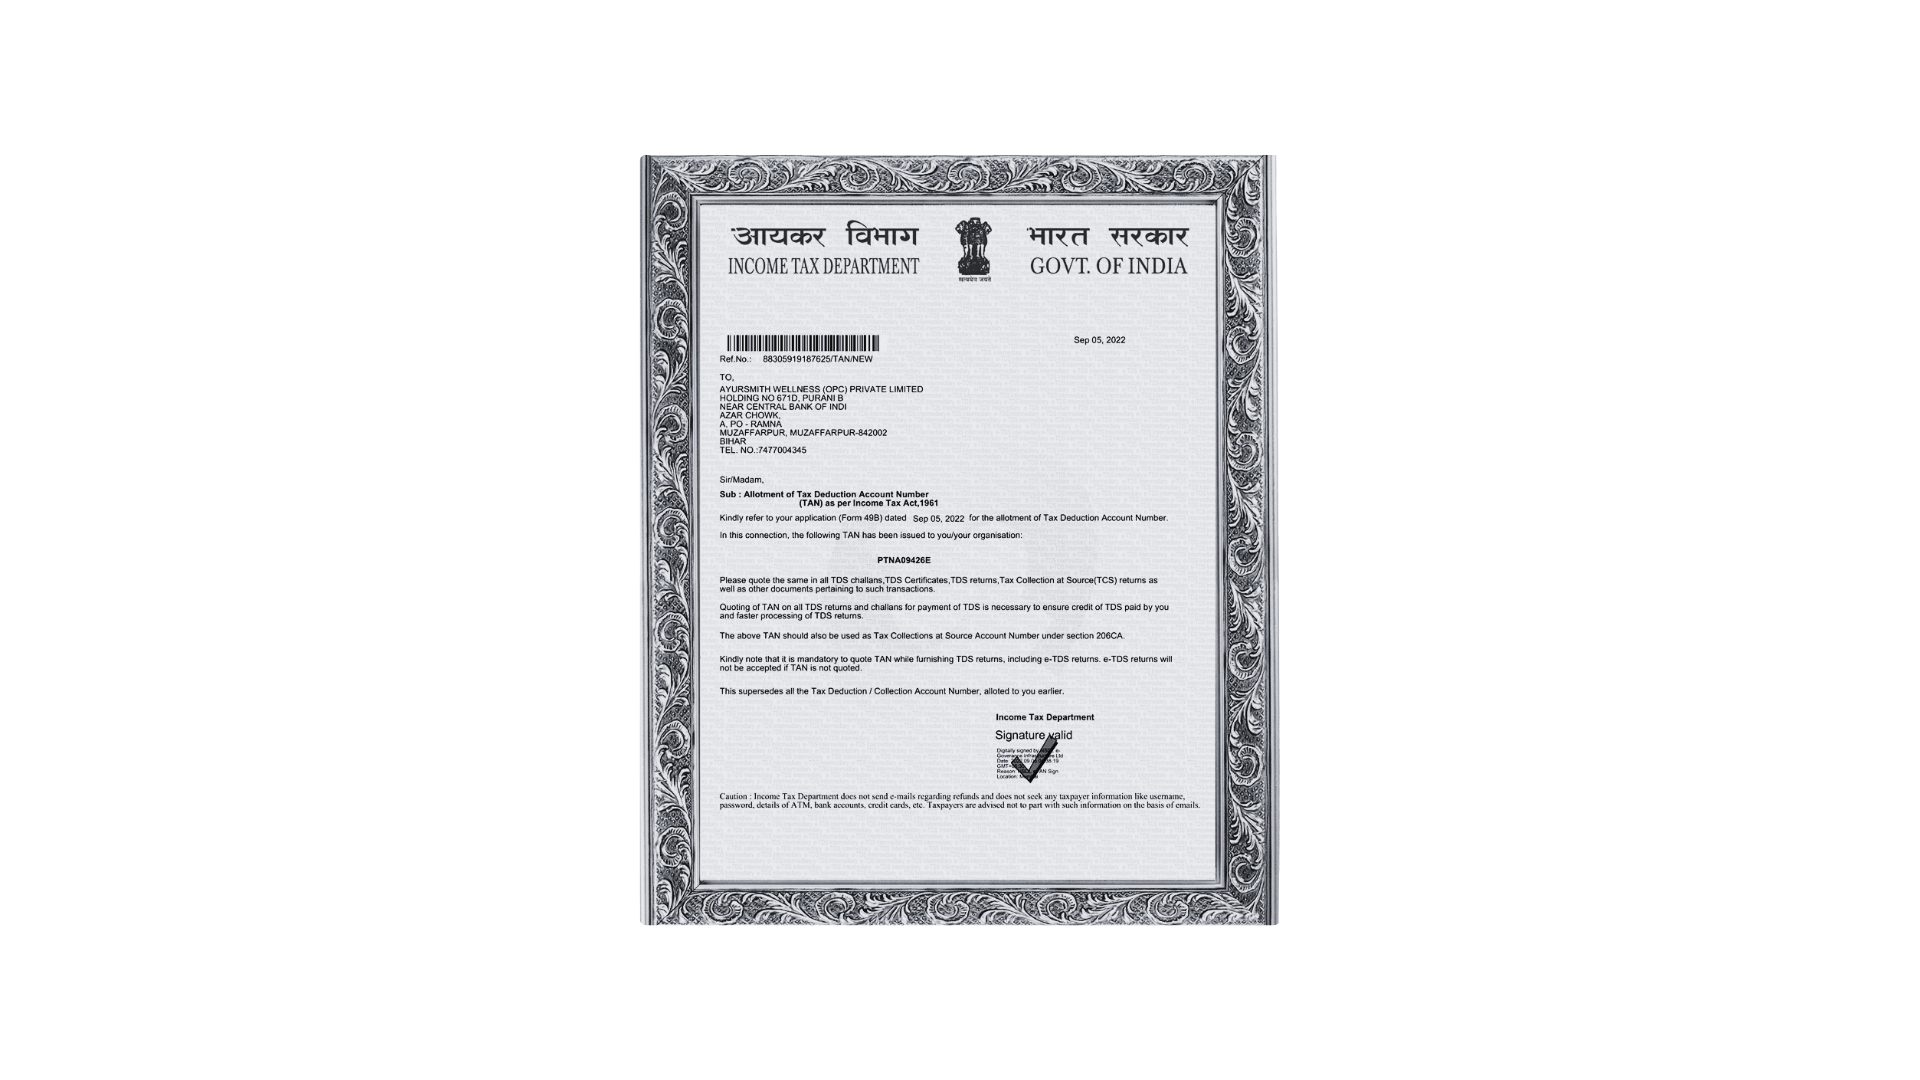 आयकर विभाग
INCOME TAX DEPARTMENT
सत्यमेव जयते
भारत सरकार
GOVT. OF INDIA
Sep 05, 2022
Ref.No.: 88305919187625/TAN/NEW
TO,
AYURSMITH WELLNESS (OPC) PRIVATE LIMITED
HOLDING NO 671D, PURANI B
NEAR CENTRAL BANK OF INDI
AZAR CHOWK,
A, PO - RAMNA
MUZAFFARPUR, MUZAFFARPUR-842002
BIHAR
TEL. NO.:7477004345
Sir/Madam,
Sub : Allotment of Tax Deduction Account Number
(TAN) as per Income Tax Act,1961
Kindly refer to your application (Form 49B) dated Sep 05, 2022 for the allotment of Tax Deduction Account Number.
In this connection, the following TAN has been issued to you/your organisation:
PTNA09426E
Please quote the same in all TDS challans,TDS Certificates,TDS returns,Tax Collection at Source(TCS) returns as
well as other documents pertaining to such transactions.
Quoting of TAN on all TDS returns and challans for payment of TDS is necessary to ensure credit of TDS paid by you
and faster processing of TDS returns.
The above TAN should also be used as Tax Collections at Source Account Number under section 206CA.
Kindly note that it is mandatory to quote TAN while furnishing TDS returns, including e-TDS returns. e-TDS returns will
not be accepted if TAN is not quoted.
This supersedes all the Tax Deduction / Collection Account Number, alloted to you earlier.
Income Tax Department
Signature valid
Digitally signed by
Ltd
Date:
Reason: Sign
Location:
Caution : Income Tax Department does not send e-mails regarding refunds and does not seek any taxpayer information like username,
password, details of ATM, bank accounts, credit cards, etc. Taxpayers are advised not to part with such information on the basis of emails.